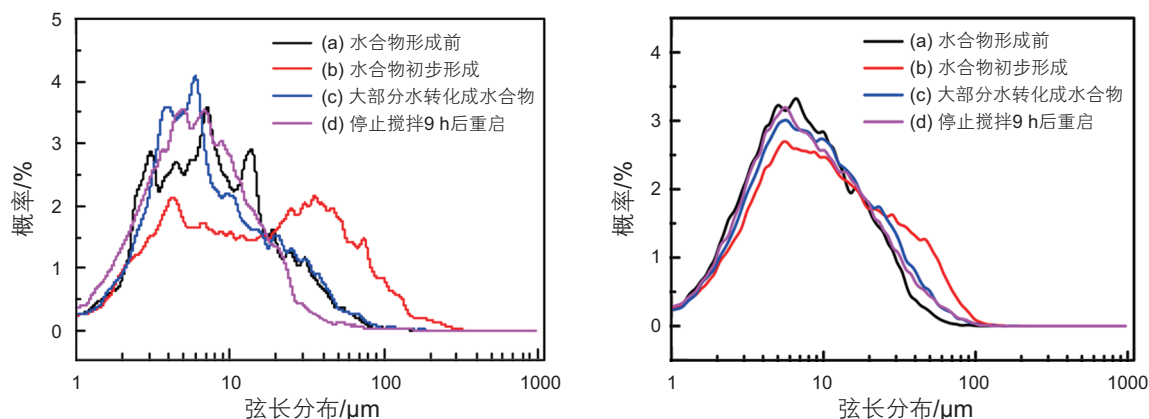 5
4
3
2
1
0
概率/%
(a) 水合物形成前
(b) 水合物初步形成
(c) 大部分水转化成水合物
(d) 停止搅拌9 h后重启
1
10
100
1000
弦长分布/μm
4
3
2
1
0
概率/%
(a) 水合物形成前
(b) 水合物初步形成
(c) 大部分水转化成水合物
(d) 停止搅拌9 h后重启
1
10
100
1000
弦长分布/μm